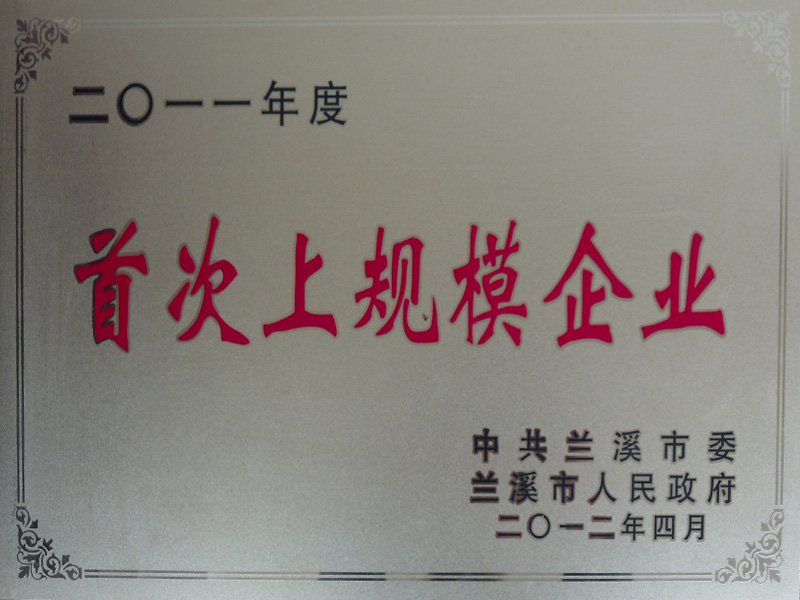 二〇一一年度
首次上规模企业
中共兰溪市委
兰溪市人民政府
二〇一二年四月